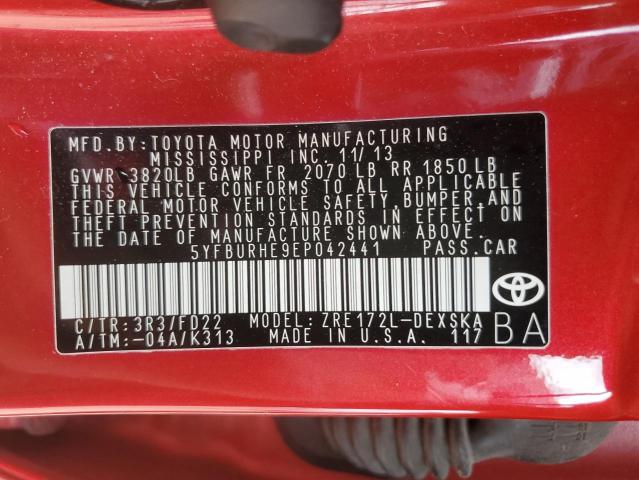 MFD.BY:TOYOTA MOTOR MANUFACTURING
MISSISSIPPI INC. 11/13
GVWR 3820LB GAWR FR 2070 LB RR 1850 LB
THIS VEHICLE CONFORMS TO ALL APPLICABLE
FEDERAL MOTOR VEHICLE SAFETY,BUMPER,AND
THEFT PREVENTION STANDARDS IN EFFECT ON
THE DATE OF MANUFACTURE SHOWN ABOVE.
5YFBURHE9EP042441 PASS.CAR
C/TR:3R3/FD22 MODEL:ZRE172L-DEXSKA
A/TM:-04A/K313 MADE IN U.S.A. 117
BA